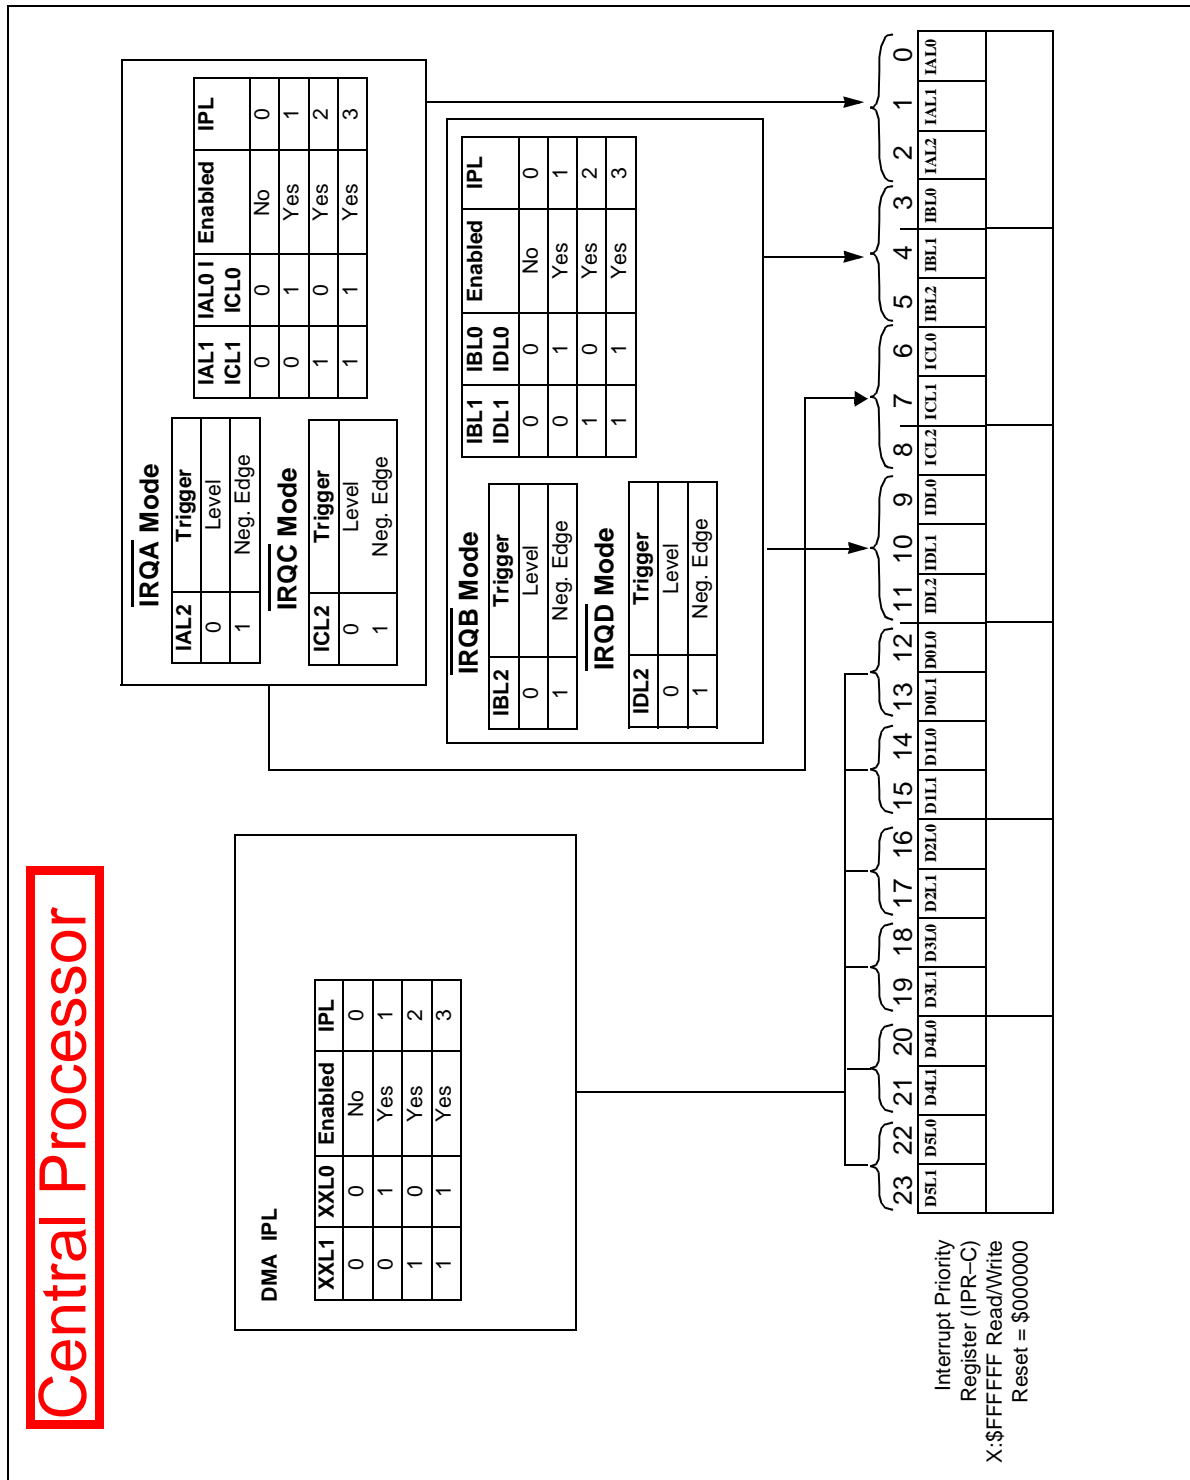 Central Processor
IRQA Mode
IAL2 Trigger
0 Level
1 Neg. Edge
IRQC Mode
ICL2 Trigger
0 Level
1 Neg. Edge
IAL1 IAL0 I Enabled IPL
ICL1 ICL0
0 0 No 0
0 1 Yes 1
1 0 Yes 2
1 1 Yes 3
IRQB Mode
IBL2 Trigger
0 Level
1 Neg. Edge
IRQD Mode
IDL2 Trigger
0 Level
1 Neg. Edge
IBL1 IBL0 Enabled IPL
IDL1 IDL0
0 0 No 0
0 1 Yes 1
1 0 Yes 2
1 1 Yes 3
DMA IPL
XXL1 XXL0 Enabled IPL
0 0 No 0
0 1 Yes 1
1 0 Yes 2
1 1 Yes 3
23 22 21 20 19 18 17 16 15 14 13 12 11 10 9 8 7 6 5 4 3 2 1 0
D5L1 D5L0 D4L1 D4L0 D3L1 D3L0 D2L1 D2L0 D1L1 D1L0 D0L1 D0L0 IDL2 IDL1 IDL0 ICL2 ICL1 ICL0 IBL2 IBL1 IBL0 IAL2 IAL1 IAL0
Interrupt Priority
Register (IPR–C)
X:$FFFFFF Read/Write
Reset = $000000